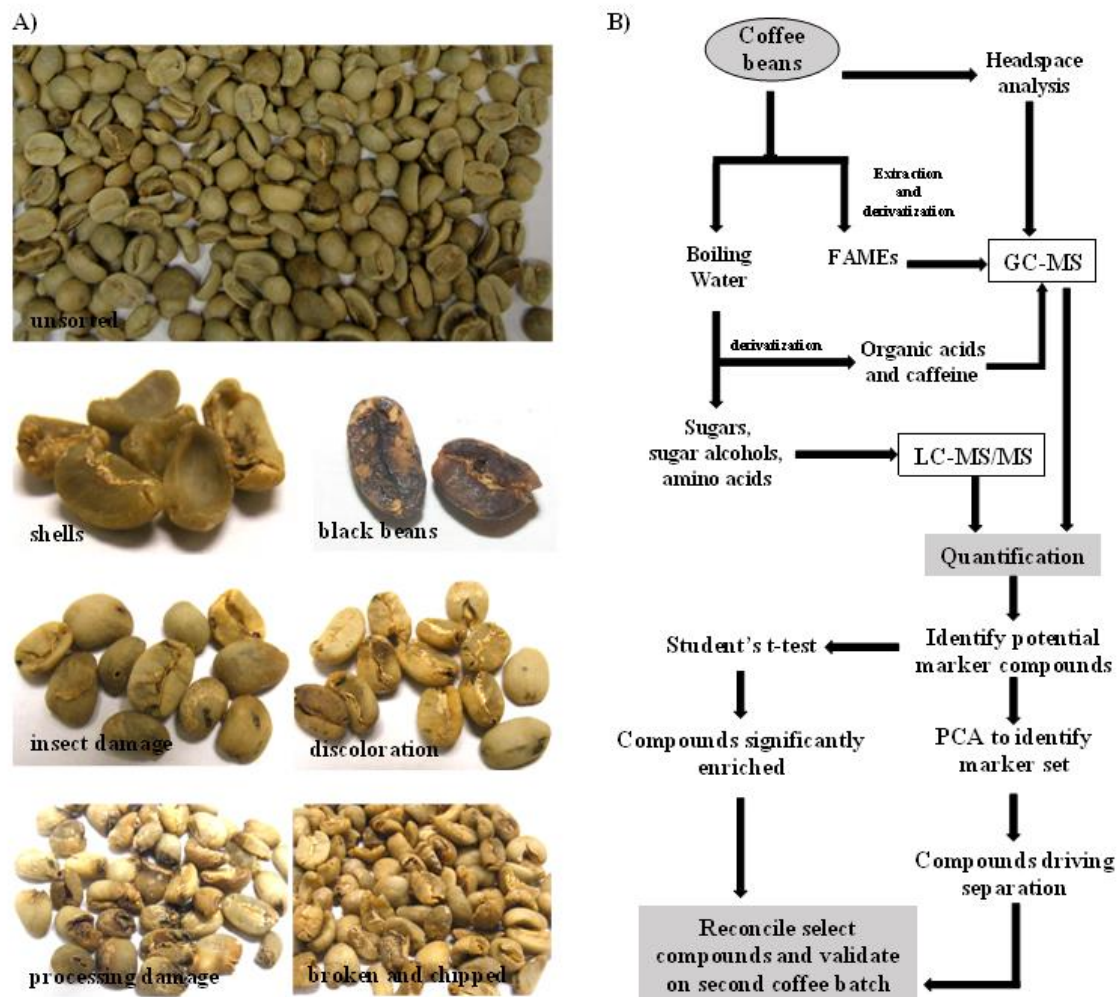 A)
unsorted
shells
black beans
insect damage
discoloration
processing damage
broken and chipped
B)
Coffee
beans
Headspace
analysis
Extraction
and
derivatization
Boiling
Water
FAMEs
GC-MS
derivatization
Organic acids
and caffeine
Sugars,
sugar alcohols,
amino acids
LC-MS/MS
Quantification
Student's t-test
Identify potential
marker compounds
Compounds significantly
enriched
PCA to identify
marker set
Compounds driving
separation
Reconcile select
compounds and validate
on second coffee batch